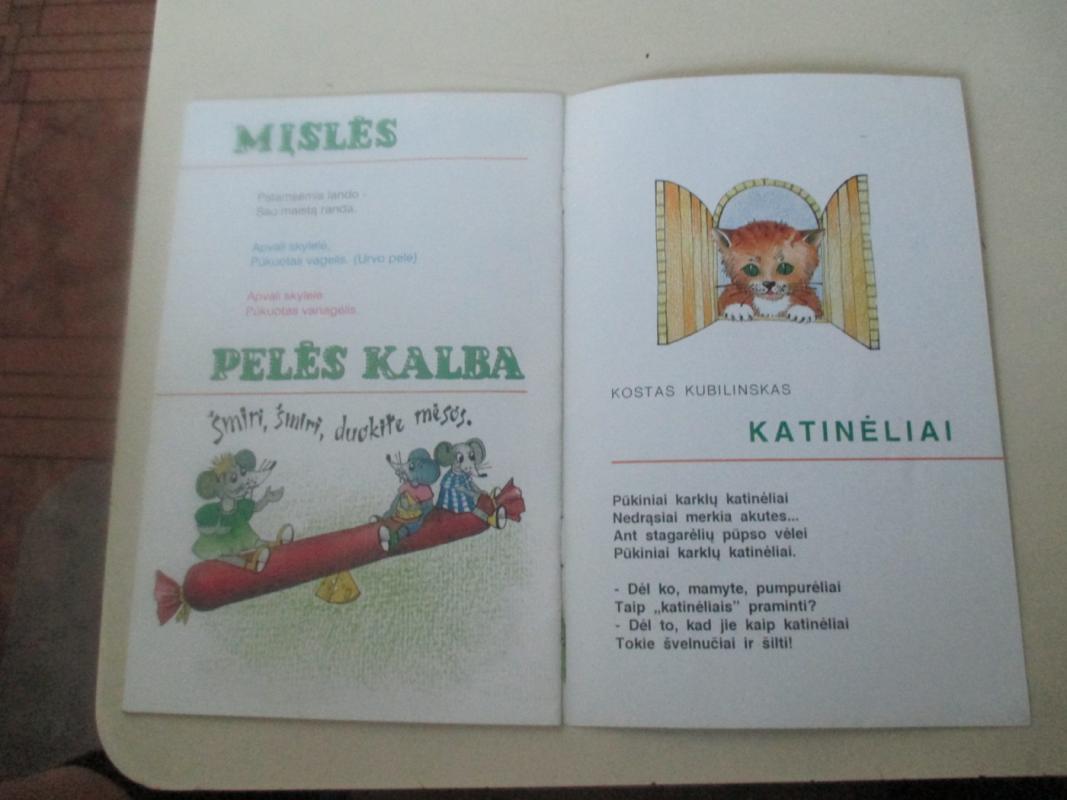 MĮSLĖS
Patamsėmis lando -
Sau maistą randa.
Apvali skylelė,
Pūkuotas vagelis. (Urvo pelė)
Apvali skylelė
Pūkuotas vanagėlis.
PELĖS KALBA
Šmiri, šmiri, duokite mėsos.
KOSTAS KUBILINSKAS
KATINĖLIAI
Pūkiniai karklų katinėliai
Nedrąsiai merkia akutes...
Ant stagarėlių pūpso vėlei
Pūkiniai karklų katinėliai.
- Dėl ko, mamyte, pumpurėliai
Taip „katinėliais” praminti?
- Dėl to, kad jie kaip katinėliai
Tokie švelnučiai ir šilti!